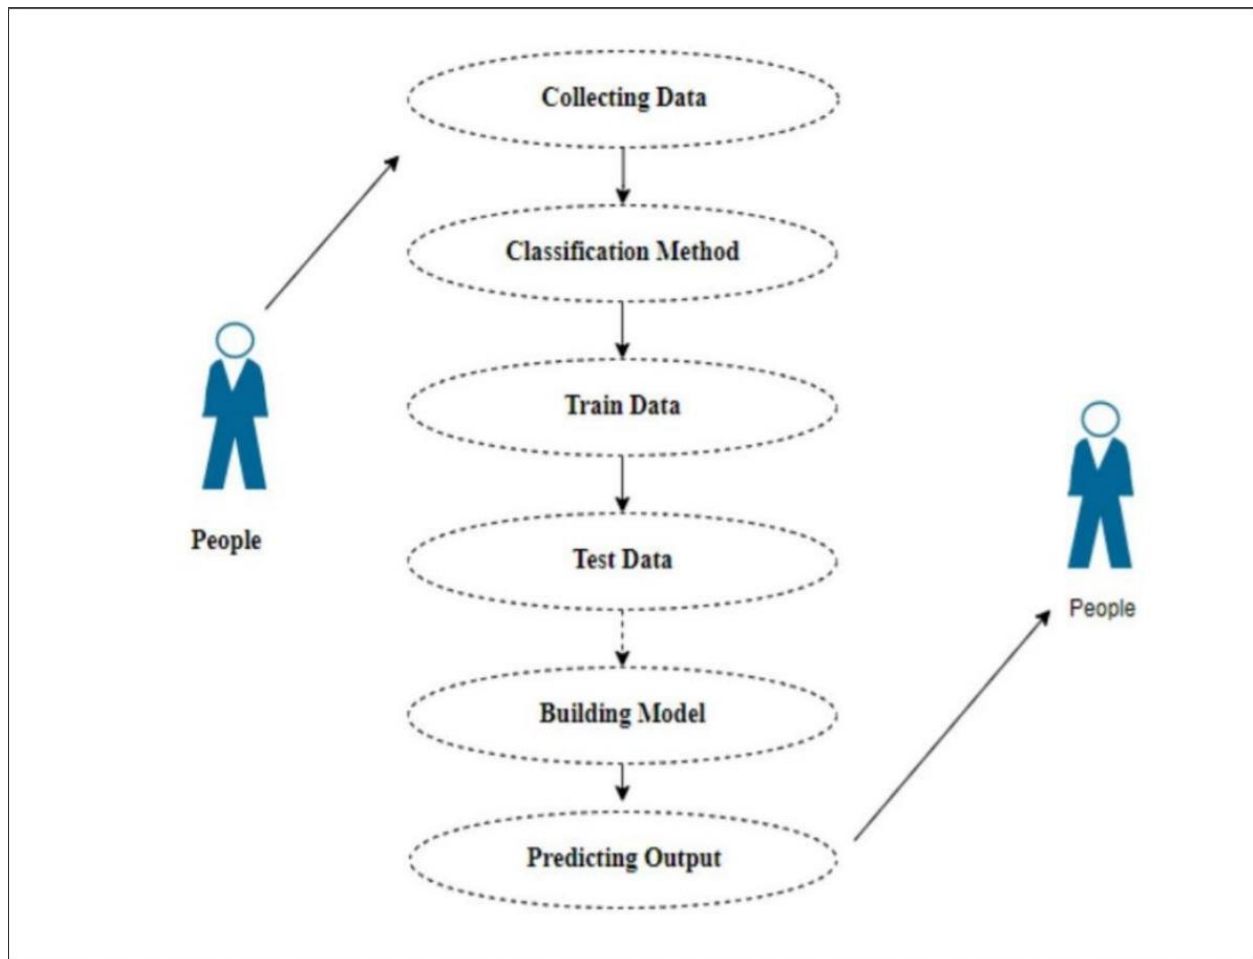 Collecting Data
Classification Method
Train Data
Test Data
Building Model
Predicting Output
People
People